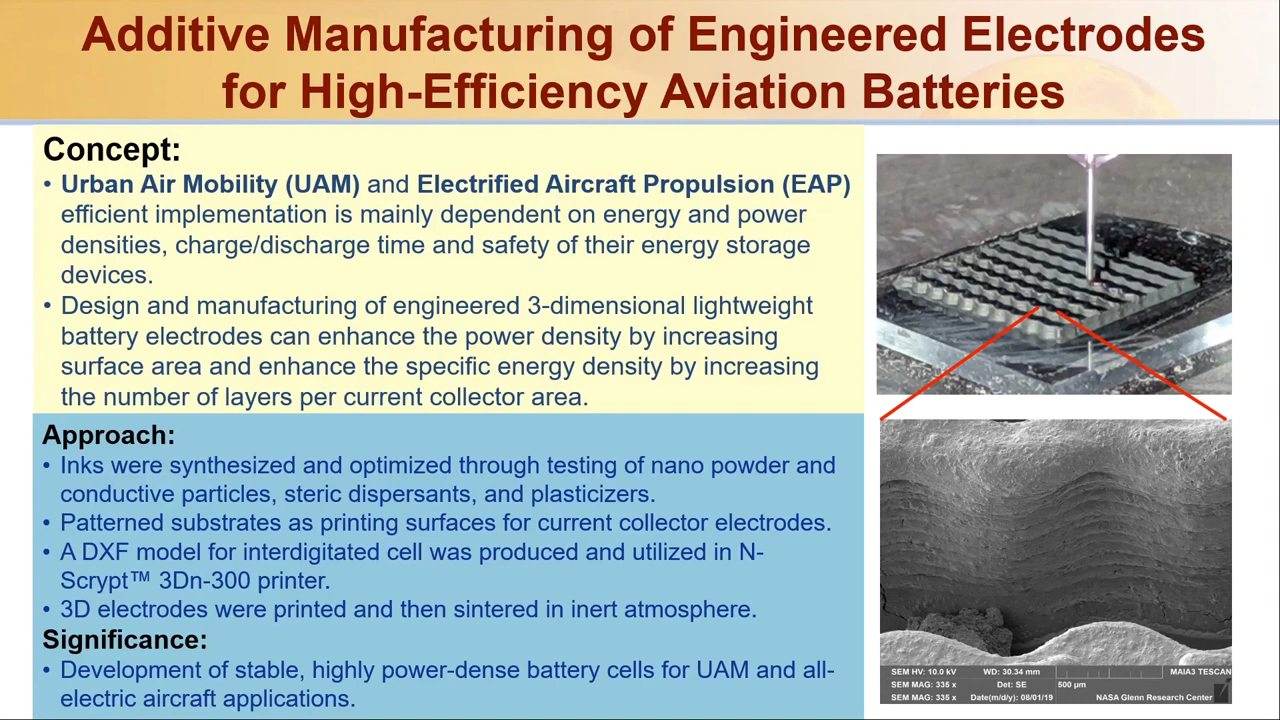 Additive Manufacturing of Engineered Electrodes
for High-Efficiency Aviation Batteries
Concept:
• Urban Air Mobility (UAM) and Electrified Aircraft Propulsion (EAP)
efficient implementation is mainly dependent on energy and power
densities, charge/discharge time and safety of their energy storage
devices.
• Design and manufacturing of engineered 3-dimensional lightweight
battery electrodes can enhance the power density by increasing
surface area and enhance the specific energy density by increasing
the number of layers per current collector area.
Approach:
• Inks were synthesized and optimized through testing of nano powder and
conductive particles, steric dispersants, and plasticizers.
• Patterned substrates as printing surfaces for current collector electrodes.
• A DXF model for interdigitated cell was produced and utilized in N-
Scrypt™ 3Dn-300 printer.
• 3D electrodes were printed and then sintered in inert atmosphere.
Significance:
• Development of stable, highly power-dense battery cells for UAM and all-
electric aircraft applications.
SEM HV: 10.0 kV WD: 30.34 mm MAIA3 TESCAN
SEM MAG: 335 x Det: SE 500 µm
SEM MAG: 335 x Date(m/d/y): 08/01/19 NASA Glenn Research Center